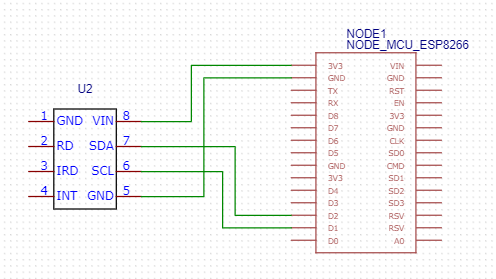 NODE1
NODE_MCU_ESP8266
U2
1 GND VIN 8
2 RD SDA 7
3 IRD SCL 6
4 INT GND 5
3V3 VIN
GND GND
TX RST
RX EN
D8 3V3
D7 GND
D6 CLK
D5 SD0
GND CMD
3V3 SD1
D4 SD2
D3 SD3
D2 RSV
D1 RSV
D0 A0